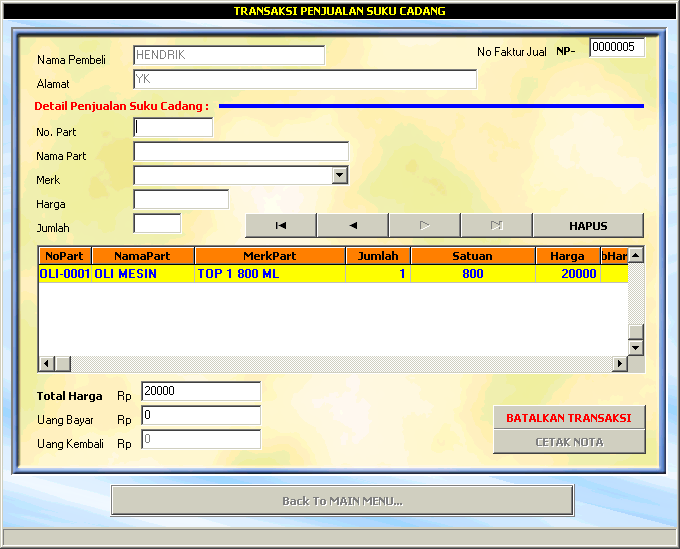 TRANSAKSI PENJUALAN SUKU CADANG
Nama Pembeli HENDRIK No Faktur Jual NP- 0000005
Alamat YK
Detail Penjualan Suku Cadang :
No. Part
Nama Part
Merk
Harga
Jumlah HAPUS
NoPart NamaPart MerkPart Jumlah Satuan Harga bHar
OLI-0001 OLI MESIN TOP 1 800 ML 1 800 20000
Total Harga Rp 20000
Uang Bayar Rp 0
BATALKAN TRANSAKSI
Uang Kembali Rp 0
CETAK NOTA
Back To MAIN MENU...